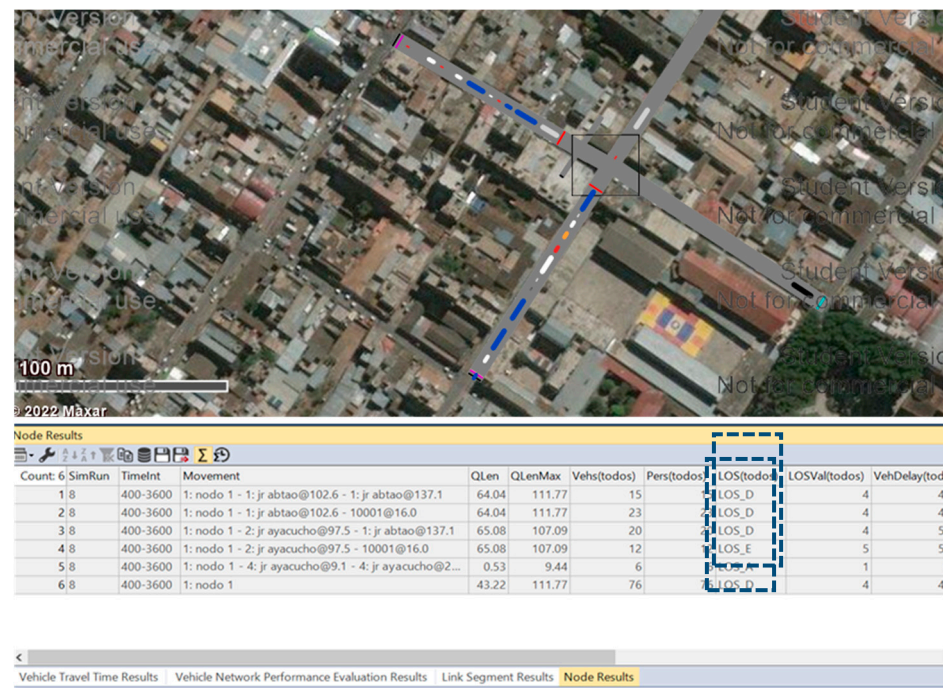 Student Version
Not for commercial
100 m
© 2022 Maxar
Node Results
Count: 6 SimRun TimeInt Movement QLen QLenMax Vehs(todos) Pers(todos) LOS(todos LOSVal(todos) VehDelay(tod
1 8 400-3600 1: nodo 1 - 1: jr abtao@102.6 - 1: jr abtao@137.1 64.04 111.77 15 LOS_D 4
2 8 400-3600 1: nodo 1 - 1: jr abtao@102.6 - 10001@16.0 64.04 111.77 23 LOS_D 4
3 8 400-3600 1: nodo 1 - 2: jr ayacucho@97.5 - 1: jr abtao@137.1 65.08 107.09 20 LOS_D 4
4 8 400-3600 1: nodo 1 - 2: jr ayacucho@97.5 - 10001@16.0 65.08 107.09 12 LOS_E 5
5 8 400-3600 1: nodo 1 - 4: jr ayacucho@9.1 - 4: jr ayacucho@2... 0.53 9.44 6 LOS_A 1
6 8 400-3600 1: nodo 1 43.22 111.77 76 LOS_D 4
Vehicle Travel Time Results Vehicle Network Performance Evaluation Results Link Segment Results Node Results